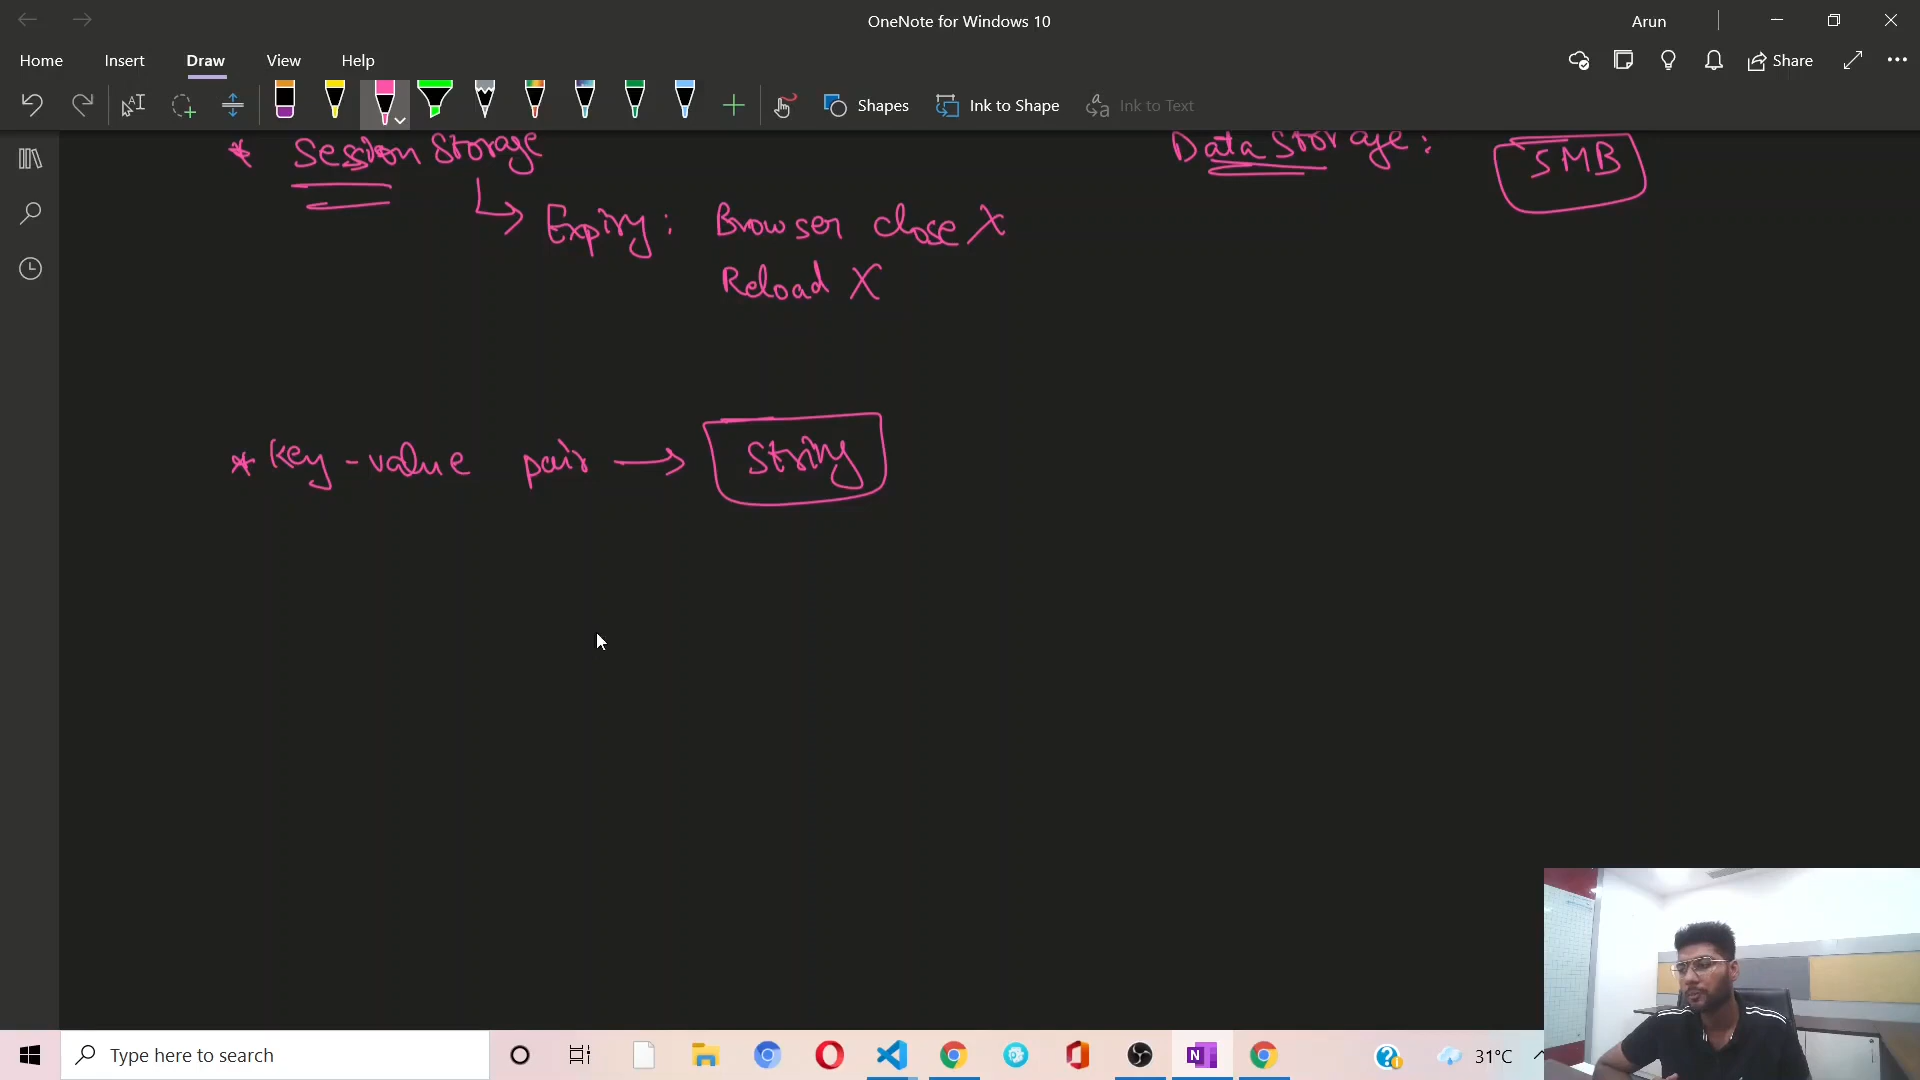 OneNote for Windows 10
Arun
Home Insert Draw View Help
Share
Shapes
Ink to Shape
Ink to Text
* Session Storage
Data Storage :
5MB
Expiry : Browser close X
Reload X
* Key - value pair → String
Type here to search
31°C